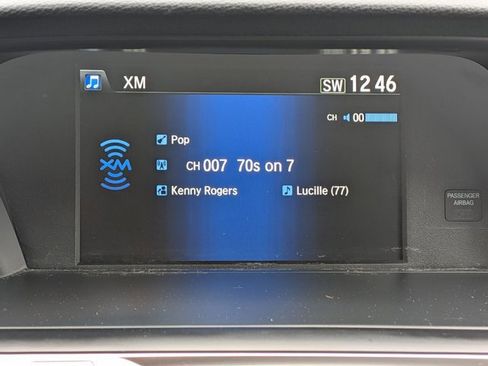 XM
SW 12 46
CH 00
Pop
XM
CH 007 70s on 7
Kenny Rogers
Lucille (77)
PASSENGER
AIRBAG